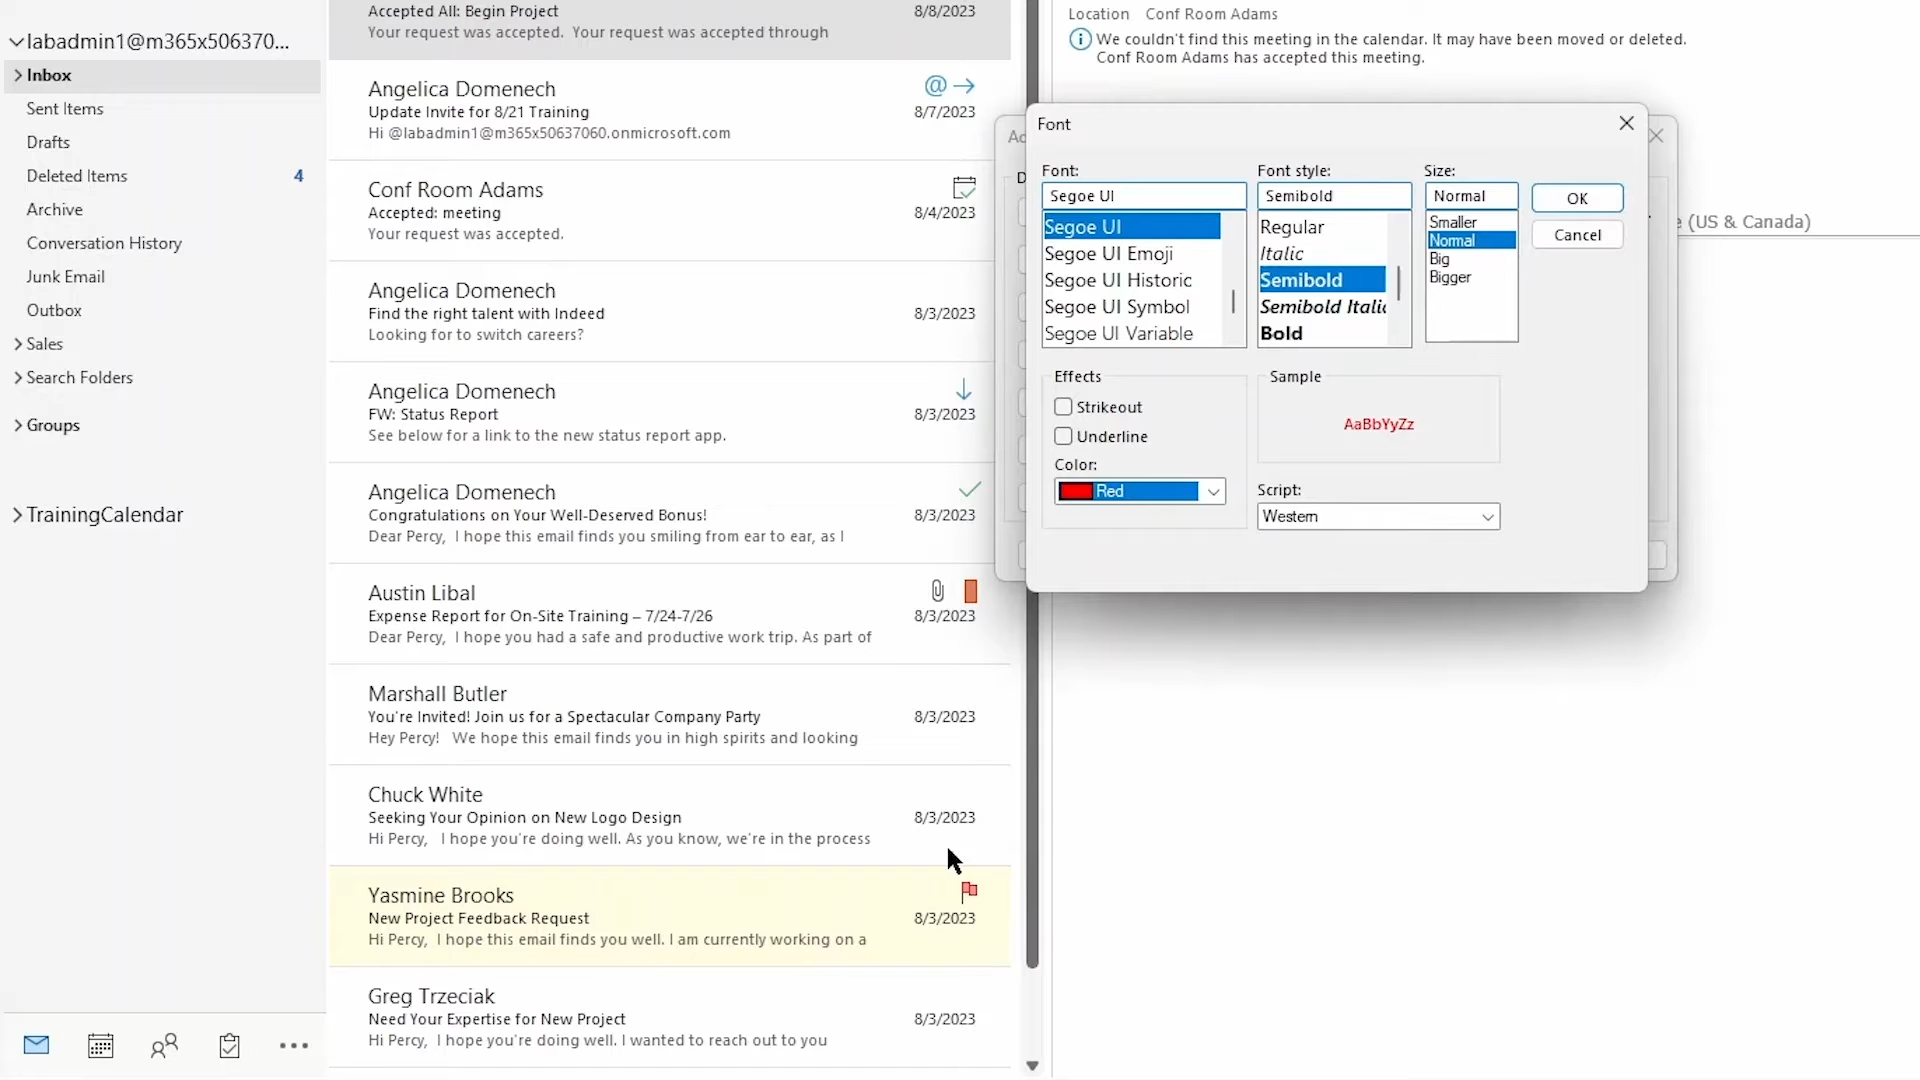 labadmin1@m365x506370...
Inbox
Sent Items
Drafts
Deleted Items 4
Archive
Conversation History
Junk Email
Outbox
Sales
Search Folders
Groups
TrainingCalendar
Accepted All: Begin Project 8/8/2023
Your request was accepted. Your request was accepted through
Angelica Domenech
Update Invite for 8/21 Training 8/7/2023
Hi @labadmin1@m365x50637060.onmicrosoft.com
Conf Room Adams
Accepted: meeting 8/4/2023
Your request was accepted.
Angelica Domenech
Find the right talent with Indeed 8/3/2023
Looking for to switch careers?
Angelica Domenech
FW: Status Report 8/3/2023
See below for a link to the new status report app.
Angelica Domenech
Congratulations on Your Well-Deserved Bonus! 8/3/2023
Dear Percy, I hope this email finds you smiling from ear to ear, as I
Austin Libal
Expense Report for On-Site Training – 7/24-7/26 8/3/2023
Dear Percy, I hope you had a safe and productive work trip. As part of
Marshall Butler
You're Invited! Join us for a Spectacular Company Party 8/3/2023
Hey Percy! We hope this email finds you in high spirits and looking
Chuck White
Seeking Your Opinion on New Logo Design 8/3/2023
Hi Percy, I hope you're doing well. As you know, we're in the process
Yasmine Brooks
New Project Feedback Request 8/3/2023
Hi Percy, I hope this email finds you well. I am currently working on a
Greg Trzeciak
Need Your Expertise for New Project 8/3/2023
Hi Percy, I hope you're doing well. I wanted to reach out to you
Location Conf Room Adams
We couldn't find this meeting in the calendar. It may have been moved or deleted.
Conf Room Adams has accepted this meeting.
(US & Canada)
Font
Font:
Segoe UI
Segoe UI
Segoe UI Emoji
Segoe UI Historic
Segoe UI Symbol
Segoe UI Variable
Font style:
Semibold
Regular
Italic
Semibold
Semibold Italic
Bold
Size:
Normal
Smaller
Normal
Big
Bigger
OK
Cancel
Effects
Strikeout
Underline
Color:
Red
Sample
AaBbYyZz
Script:
Western